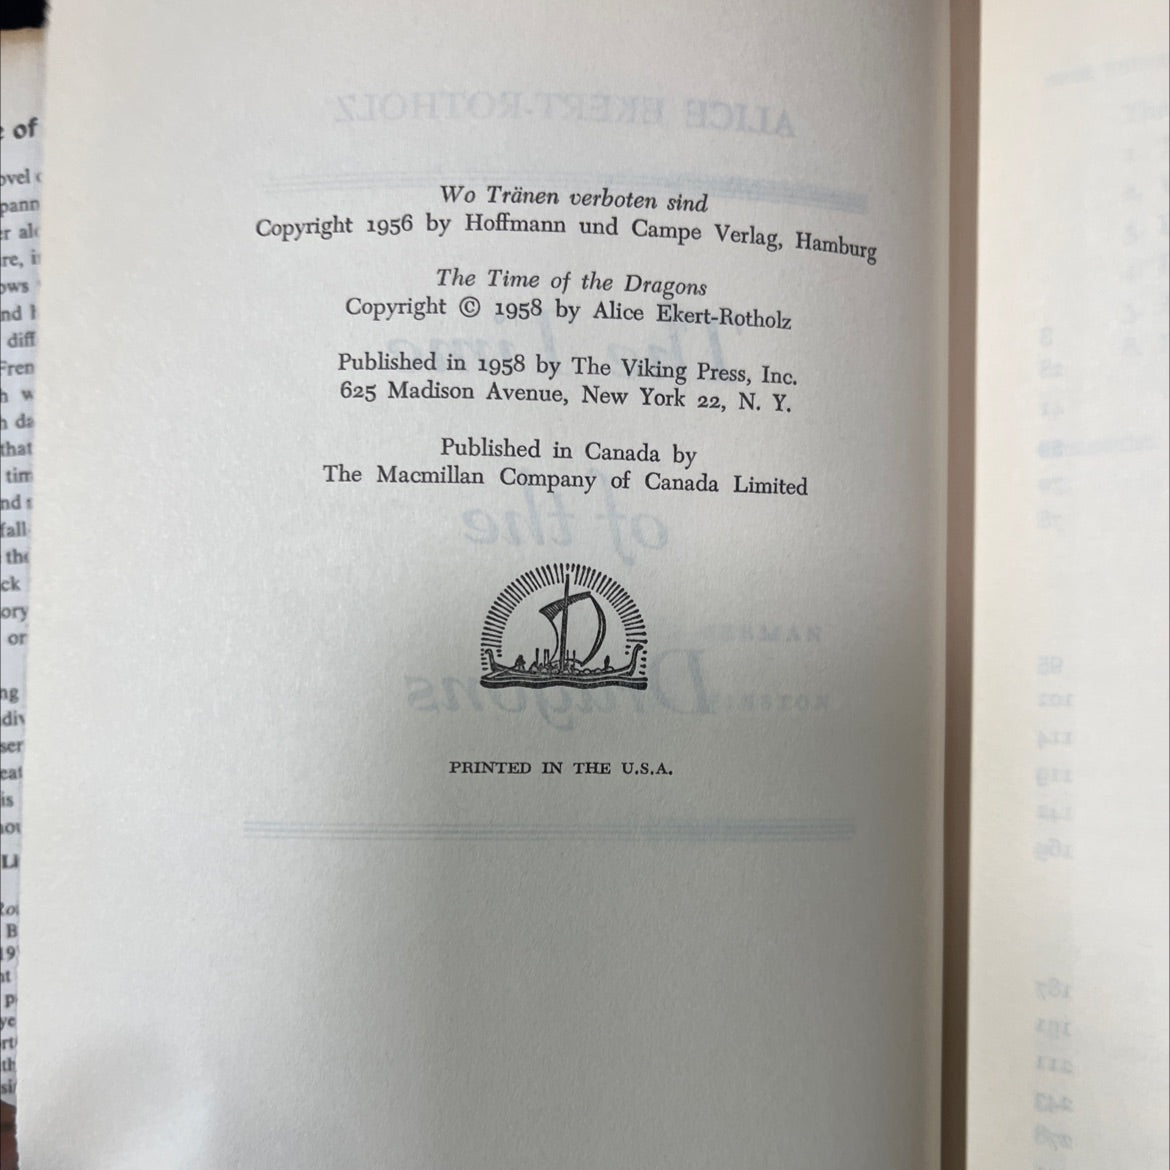 Wo Tränen verboten sind
Copyright 1956 by Hoffmann und Campe Verlag, Hamburg
The Time of the Dragons
Copyright © 1958 by Alice Ekert-Rotholz
Published in 1958 by The Viking Press, Inc.
625 Madison Avenue, New York 22, N. Y.
Published in Canada by
The Macmillan Company of Canada Limited
PRINTED IN THE U.S.A.